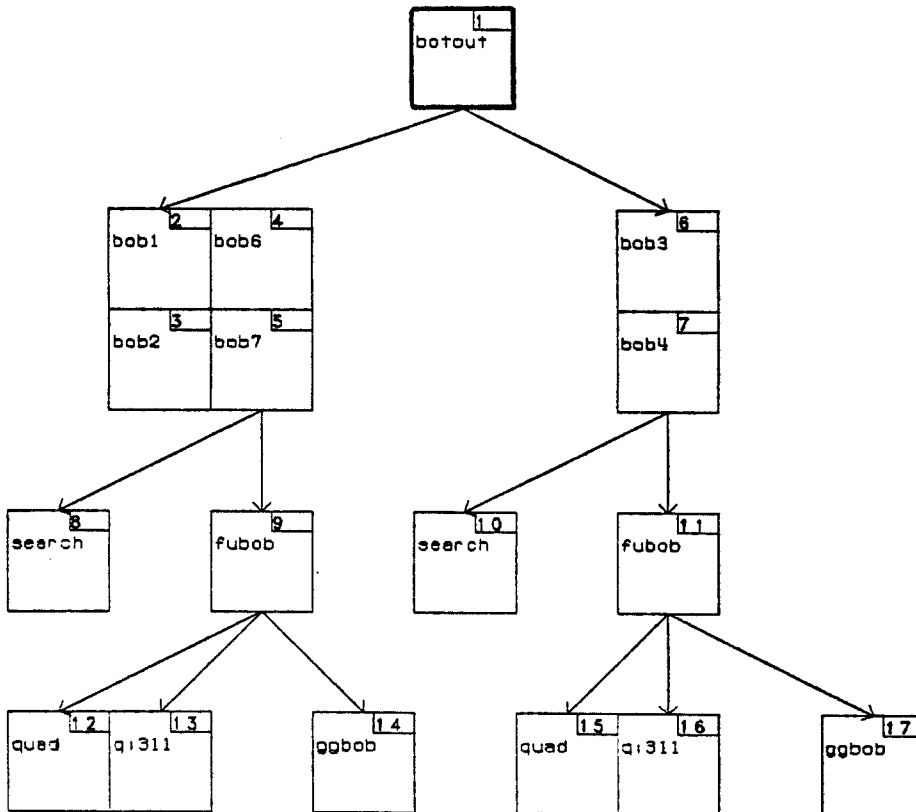 1
botout
2 4
bob1 bob6
6
bob3
3 5
bob2 bob7
7
bob4
8
search
9
fubob
10
search
11
fubob
12 13
quad qi311
14
ggbob
15 16
quad qi311
17
ggbob